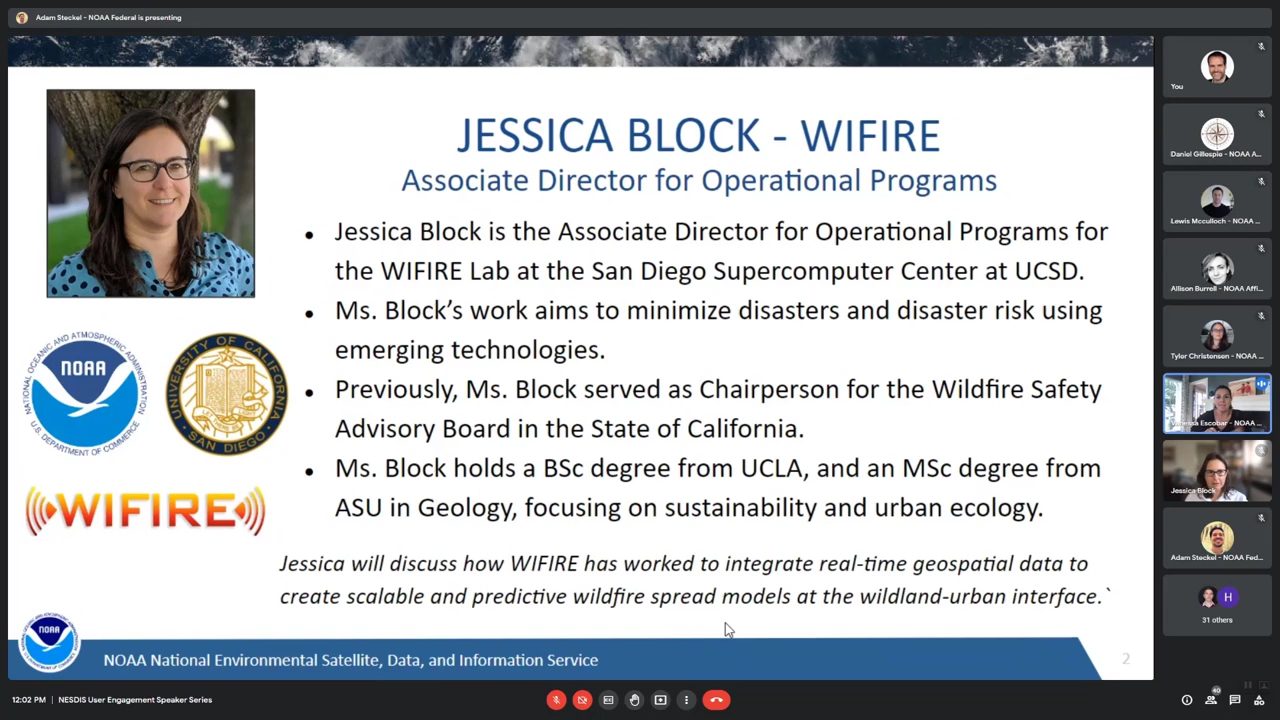 Adam Steckel - NOAA Federal is presenting
JESSICA BLOCK - WIFIRE
Associate Director for Operational Programs
• Jessica Block is the Associate Director for Operational Programs for
the WIFIRE Lab at the San Diego Supercomputer Center at UCSD.
• Ms. Block’s work aims to minimize disasters and disaster risk using
emerging technologies.
• Previously, Ms. Block served as Chairperson for the Wildfire Safety
Advisory Board in the State of California.
• Ms. Block holds a BSc degree from UCLA, and an MSc degree from
ASU in Geology, focusing on sustainability and urban ecology.
Jessica will discuss how WIFIRE has worked to integrate real-time geospatial data to
create scalable and predictive wildfire spread models at the wildland-urban interface.`
NATIONAL OCEANIC AND ATMOSPHERIC ADMINISTRATION
NOAA
U.S. DEPARTMENT OF COMMERCE
UNIVERSITY OF CALIFORNIA
SAN DIEGO
WIFIRE
NOAA
NOAA National Environmental Satellite, Data, and Information Service
2
You
Daniel Gillespie - NOAA A...
Lewis Mcculloch - NOAA ...
Allison Burrell - NOAA Affi...
Tyler Christensen - NOAA ...
Vanessa Escobar - NOAA ...
Jessica Block
Adam Steckel - NOAA Fed...
H
31 others
12:02 PM | NESDIS User Engagement Speaker Series
40